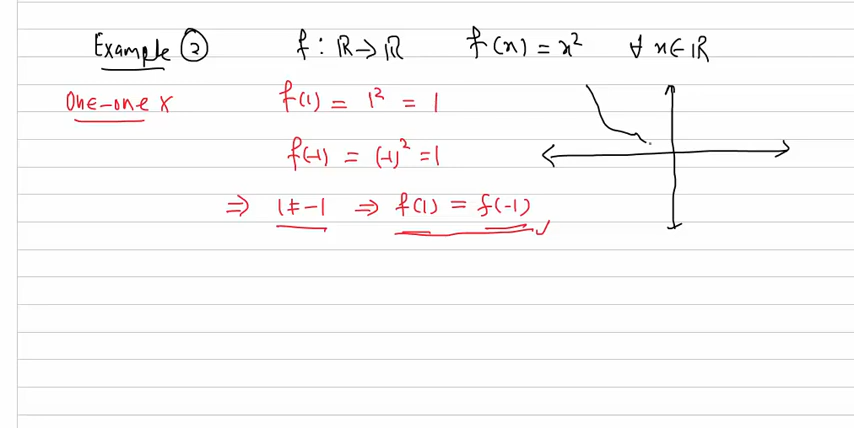 Example ② f : ℝ → ℝ f(x) = x² ∀ x ∈ ℝ
One-one × f(1) = 1² = 1
f(-1) = (-1)² = 1
⇒ 1 ≠ -1 ⇒ f(1) = f(-1) ✓